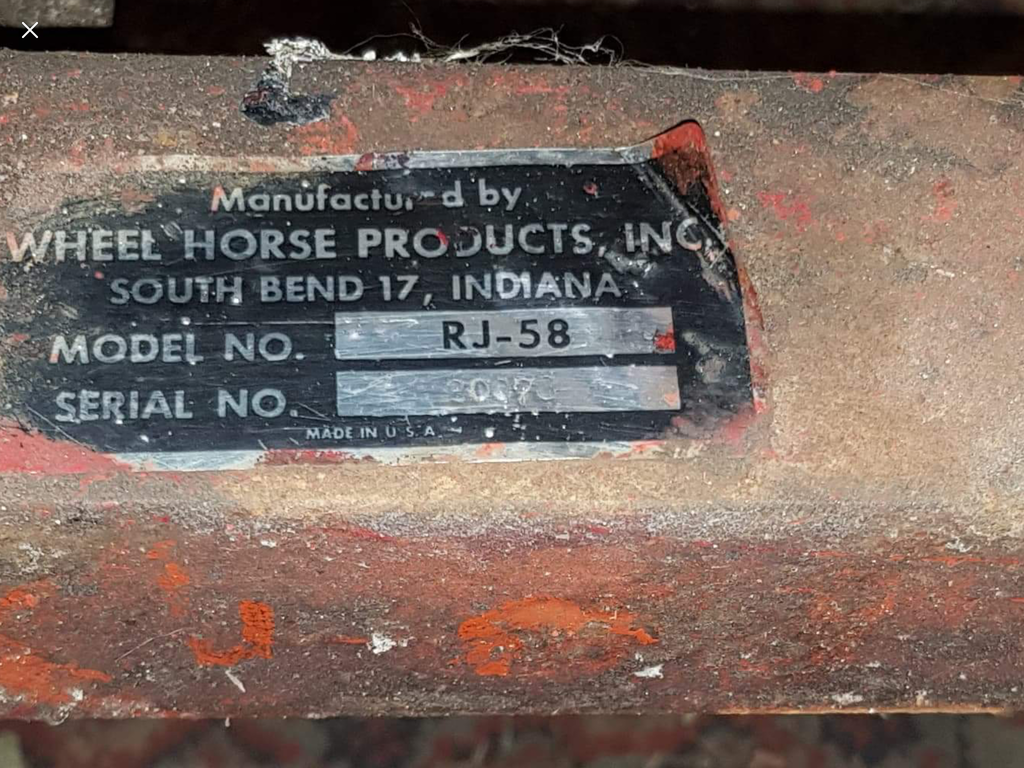 Manufactured by
WHEEL HORSE PRODUCTS, INC.
SOUTH BEND 17, INDIANA
MODEL NO. RJ-58
SERIAL NO.
MADE IN U.S.A.